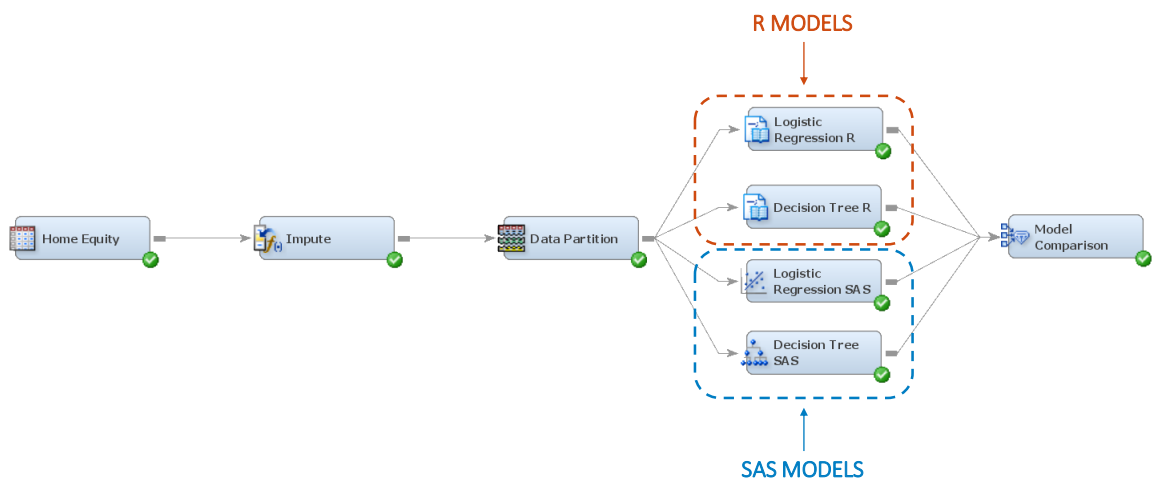 R MODELS
Logistic
Regression R
Decision Tree R
Home Equity
Impute
Data Partition
Model
Comparison
Logistic
Regression SAS
Decision Tree
SAS
SAS MODELS